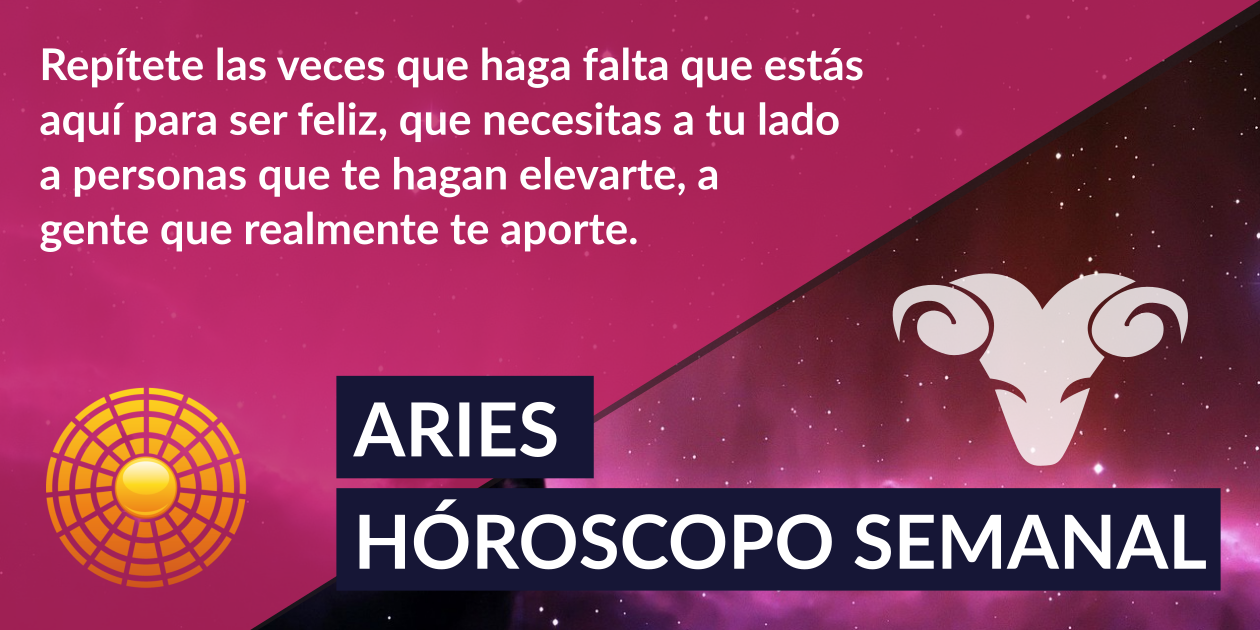 Repítete las veces que haga falta que estás
aquí para ser feliz, que necesitas a tu lado
a personas que te hagan elevarte, a
gente que realmente te aporte.
ARIES
HÓROSCOPO SEMANAL